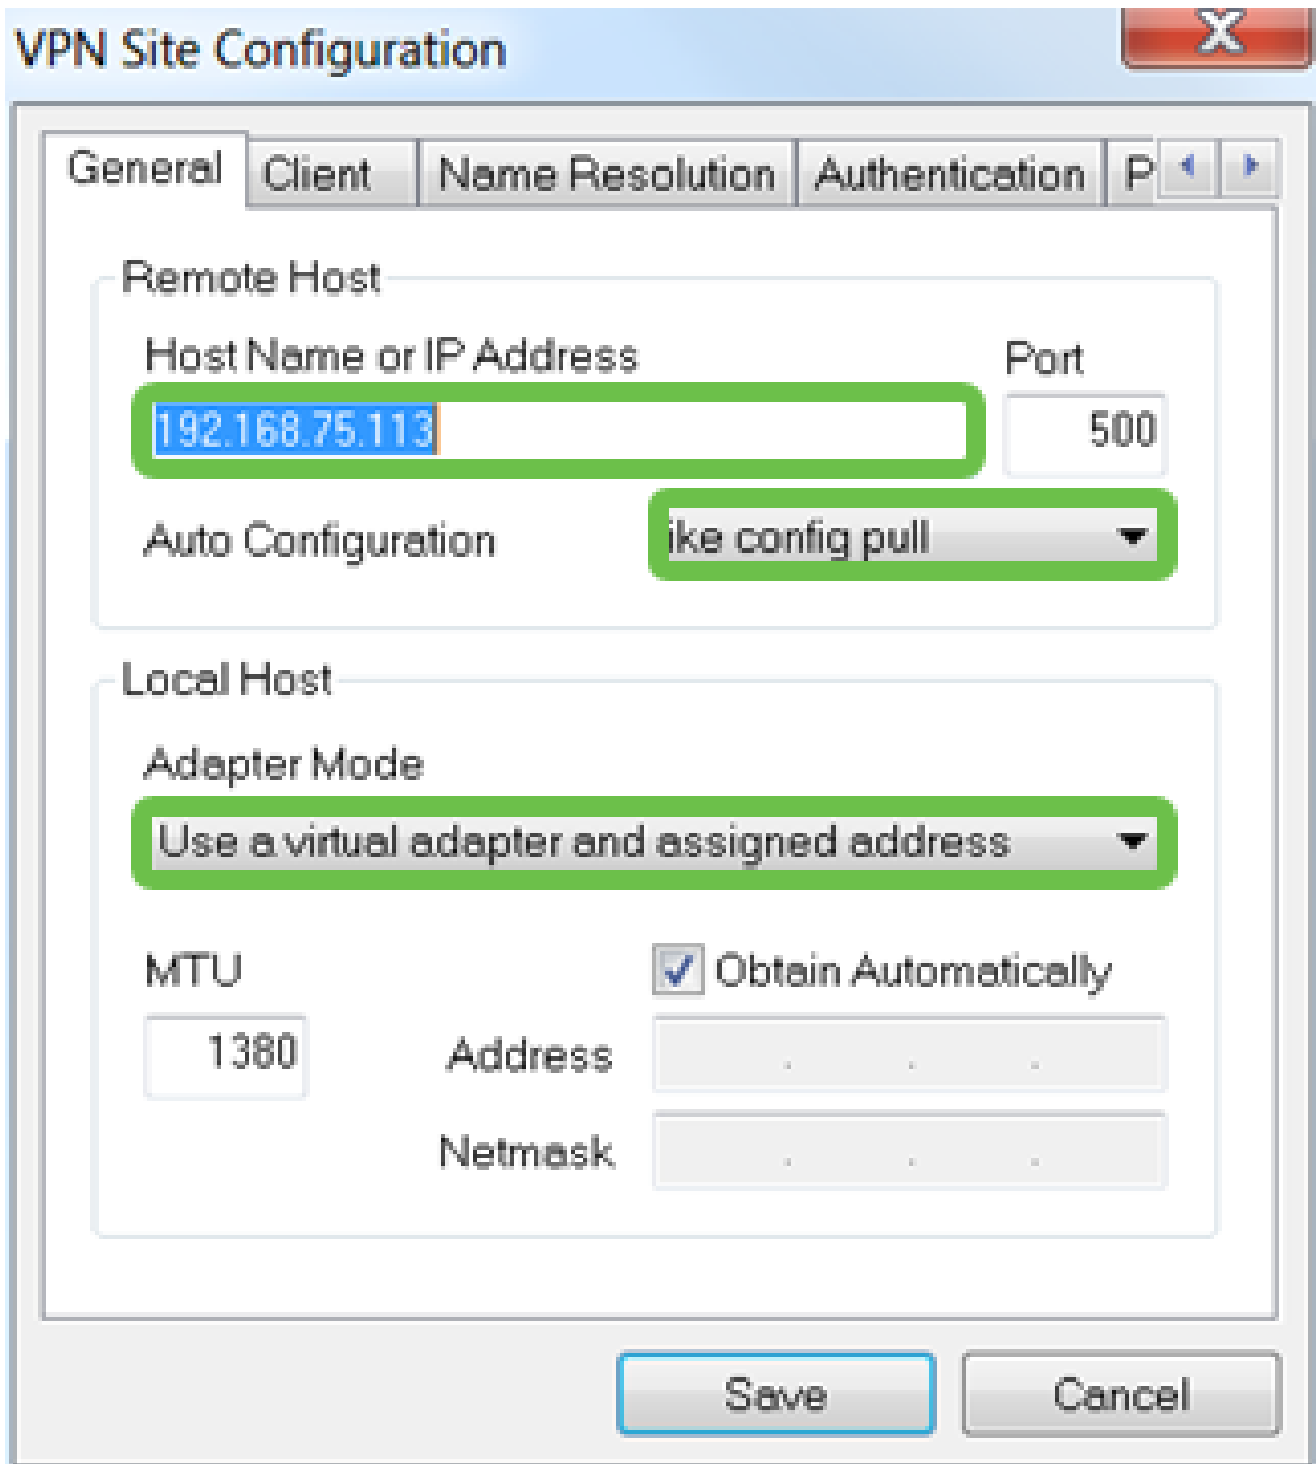 VPN Site Configuration
General Client Name Resolution Authentication P
Remote Host
Host Name or IP Address Port
192.168.75.113 500
Auto Configuration ike config pull
Local Host
Adapter Mode
Use a virtual adapter and assigned address
MTU Obtain Automatically
1380 Address . . .
Netmask . . .
Save Cancel